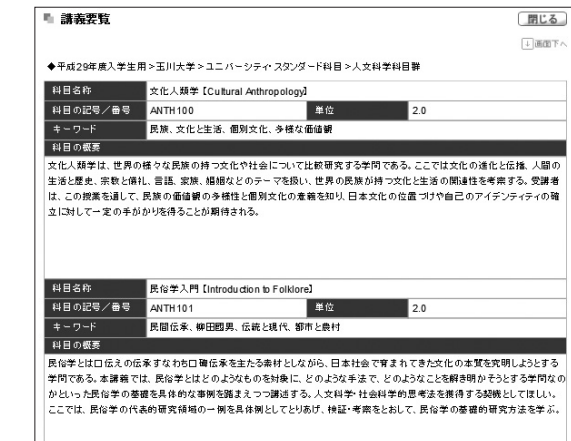 講義要覧
閉じる
↓画面下へ
◆平成29年度入学生用＞玉川大学＞ユニバーシティ・スタンダード科目＞人文科学科目群
科目名称 文化人類学【Cultural Anthropology】
科目の記号／番号 ANTH100 単位 2.0
キーワード 民族、文化と生活、個別文化、多様な価値観
科目の概要
文化人類学は、世界の様々な民族の持つ文化や社会について比較研究する学問である。ここでは文化の進化と伝播、人間の
生活と歴史、宗教と儀礼、言語、家族、婚姻などのテーマを扱い、世界の民族が持つ文化と生活の関連性を考察する。受講者
は、この授業を通して、民族の価値観の多様性と個別文化の意義を知り、日本文化の位置づけや自己のアイデンティティの確
立に対して一定の手がかりを得ることが期待される。
科目名称 民俗学入門【Introduction to Folklore】
科目の記号／番号 ANTH101 単位 2.0
キーワード 民間伝承、柳田國男、伝統と現代、都市と農村
科目の概要
民俗学とは口伝えの伝承すなわち口碑伝承を主たる素材としながら、日本社会で育まれてきた文化の本質を究明しようとする
学問である。本講義では、民俗学とはどのようなものを対象に、どのような手法で、どのようなことを解き明かそうとする学問なの
かといった民俗学の基礎を具体的な事例を踏まえつつ講述する。人文科学・社会科学的思考法を獲得する契機としてほしい。
ここでは、民俗学の代表的研究領域の一例を具体例としてとりあげ、検証・考察をとおして、民俗学の基礎的研究方法を学ぶ。